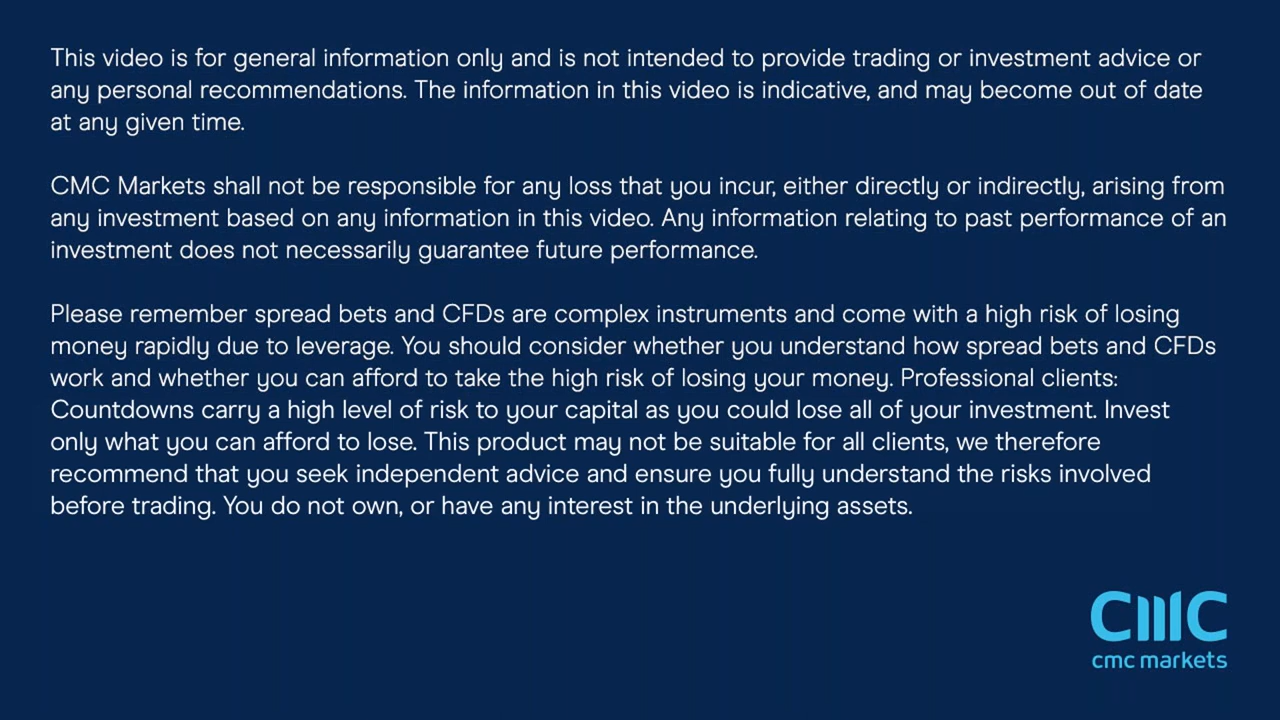 This video is for general information only and is not intended to provide trading or investment advice or
any personal recommendations. The information in this video is indicative, and may become out of date
at any given time.
CMC Markets shall not be responsible for any loss that you incur, either directly or indirectly, arising from
any investment based on any information in this video. Any information relating to past performance of an
investment does not necessarily guarantee future performance.
Please remember spread bets and CFDs are complex instruments and come with a high risk of losing
money rapidly due to leverage. You should consider whether you understand how spread bets and CFDs
work and whether you can afford to take the high risk of losing your money. Professional clients:
Countdowns carry a high level of risk to your capital as you could lose all of your investment. Invest
only what you can afford to lose. This product may not be suitable for all clients, we therefore
recommend that you seek independent advice and ensure you fully understand the risks involved
before trading. You do not own, or have any interest in the underlying assets.
CMC
cmc markets